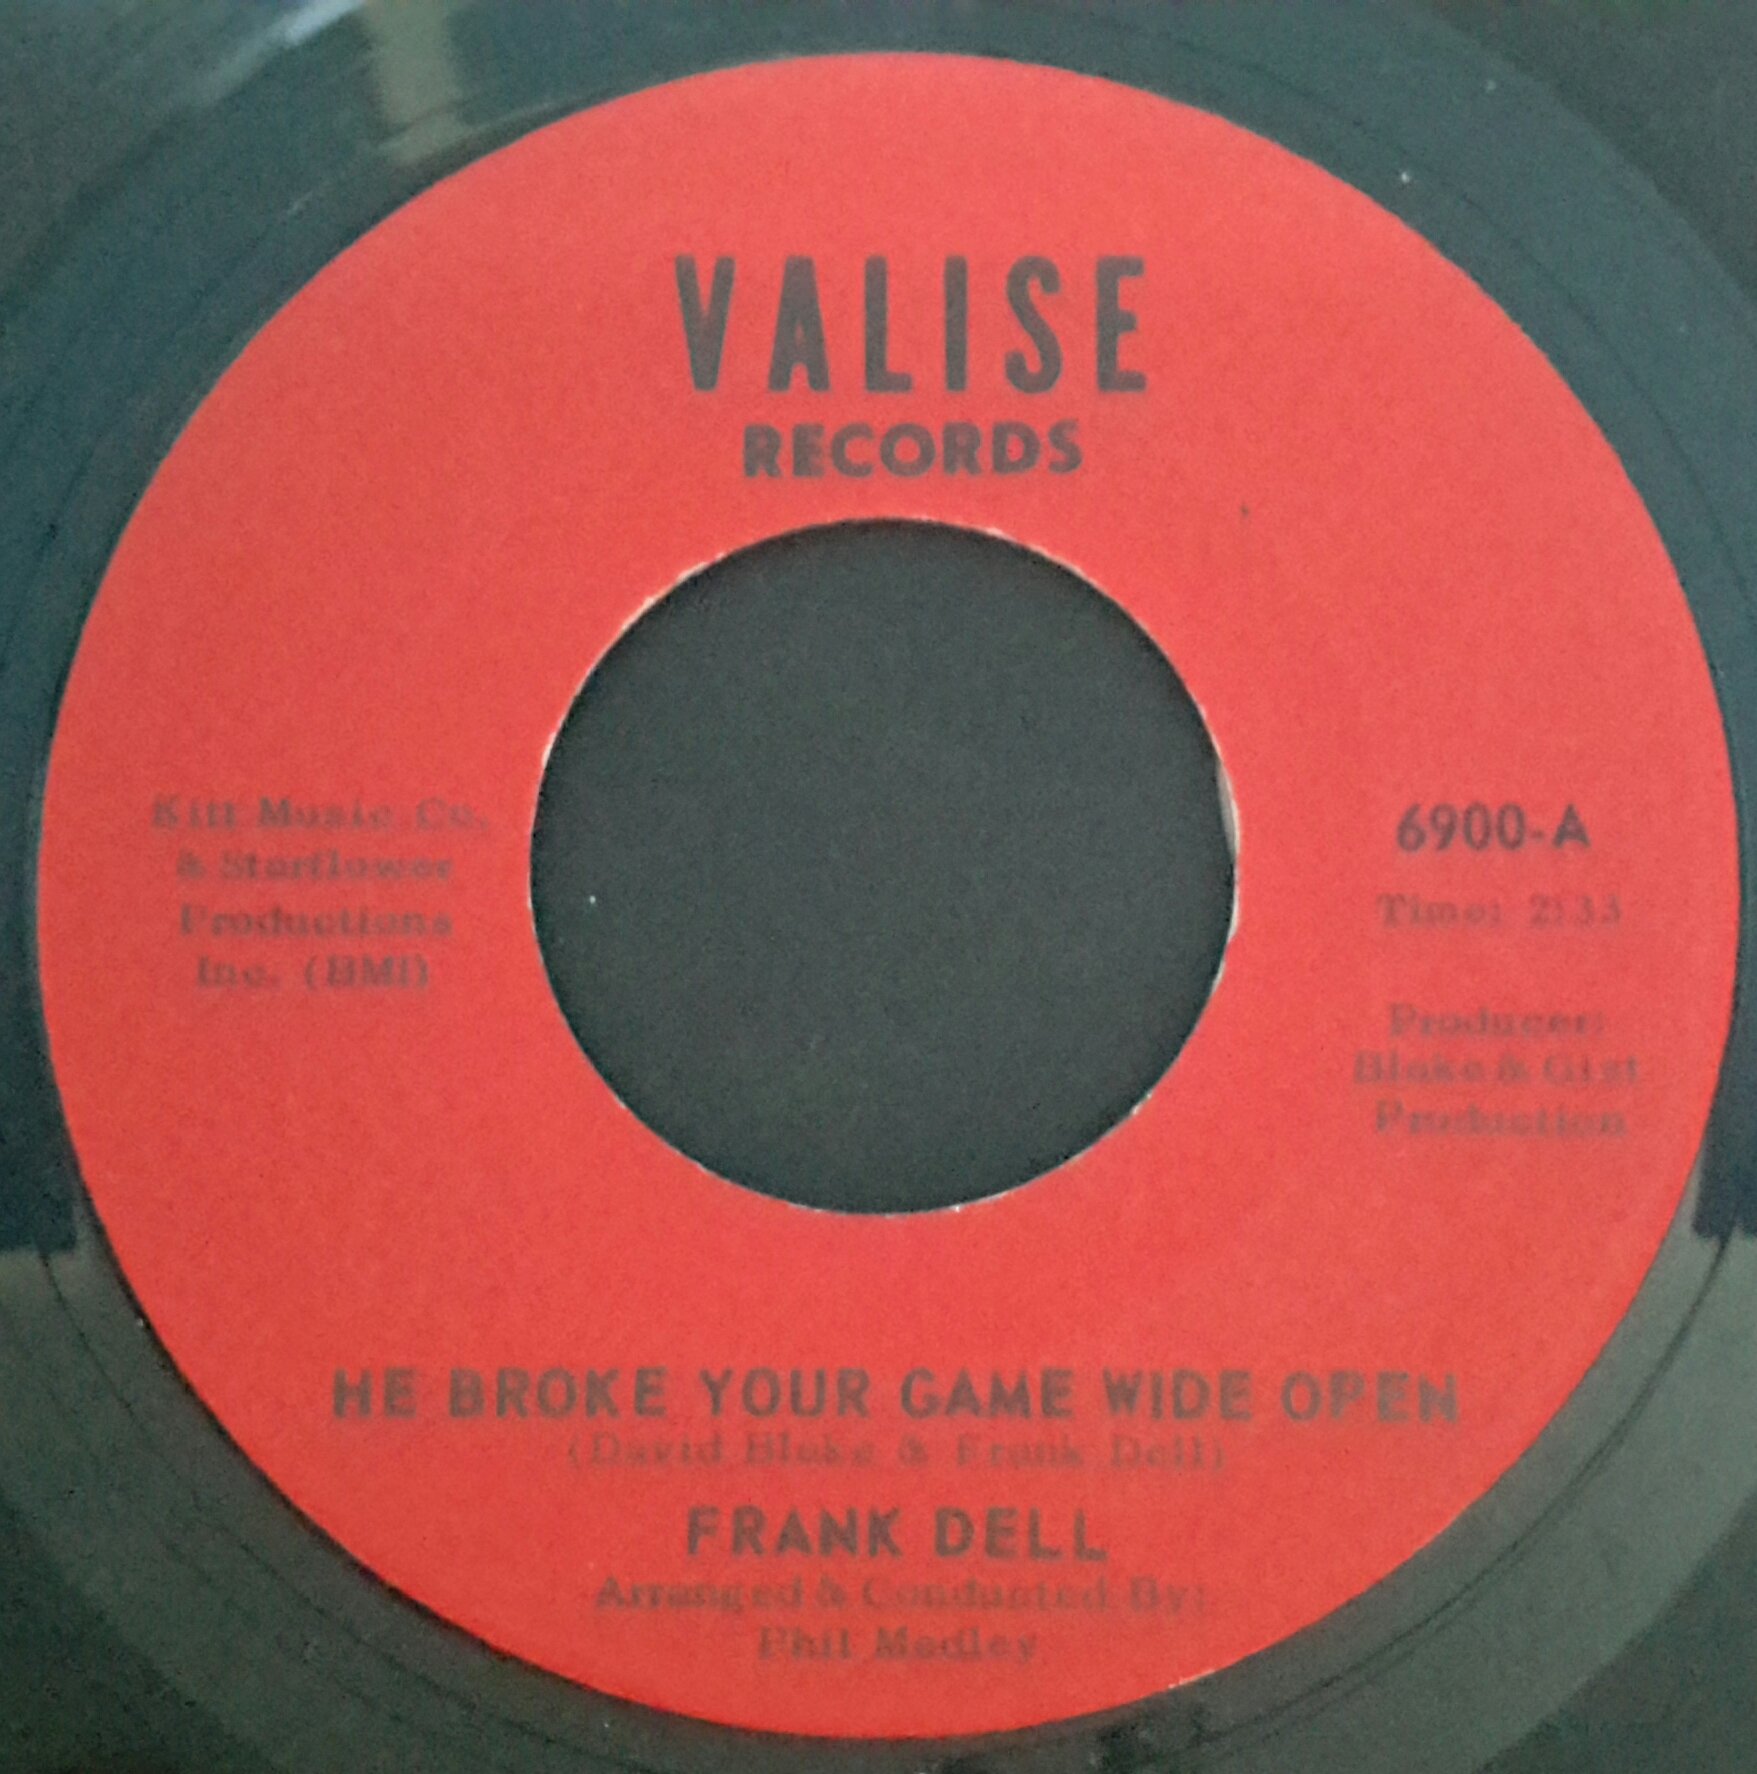 VALISE
RECORDS
Kitt Music Co.
& Starflower
Productions
Inc. (BMI)
6900-A
Time: 2:33
Producer:
Blake & Gist
Production
HE BROKE YOUR GAME WIDE OPEN
(David Blake & Frank Dell)
FRANK DELL
Arranged & Conducted By:
Phil Medley